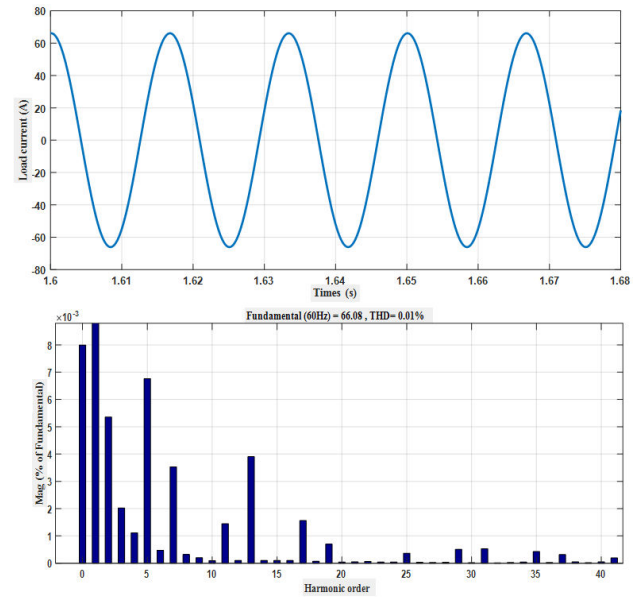 80
60
40
20
0
-20
-40
-60
-80
Load current (A)
1.6 1.61 1.62 1.63 1.64 1.65 1.66 1.67 1.68
Times (s)
Fundamental (60Hz) = 66.08 , THD= 0.01%
×10⁻³
8
7
6
5
4
3
2
1
0
Mag (% of Fundamental)
0 5 10 15 20 25 30 35 40
Harmonic order